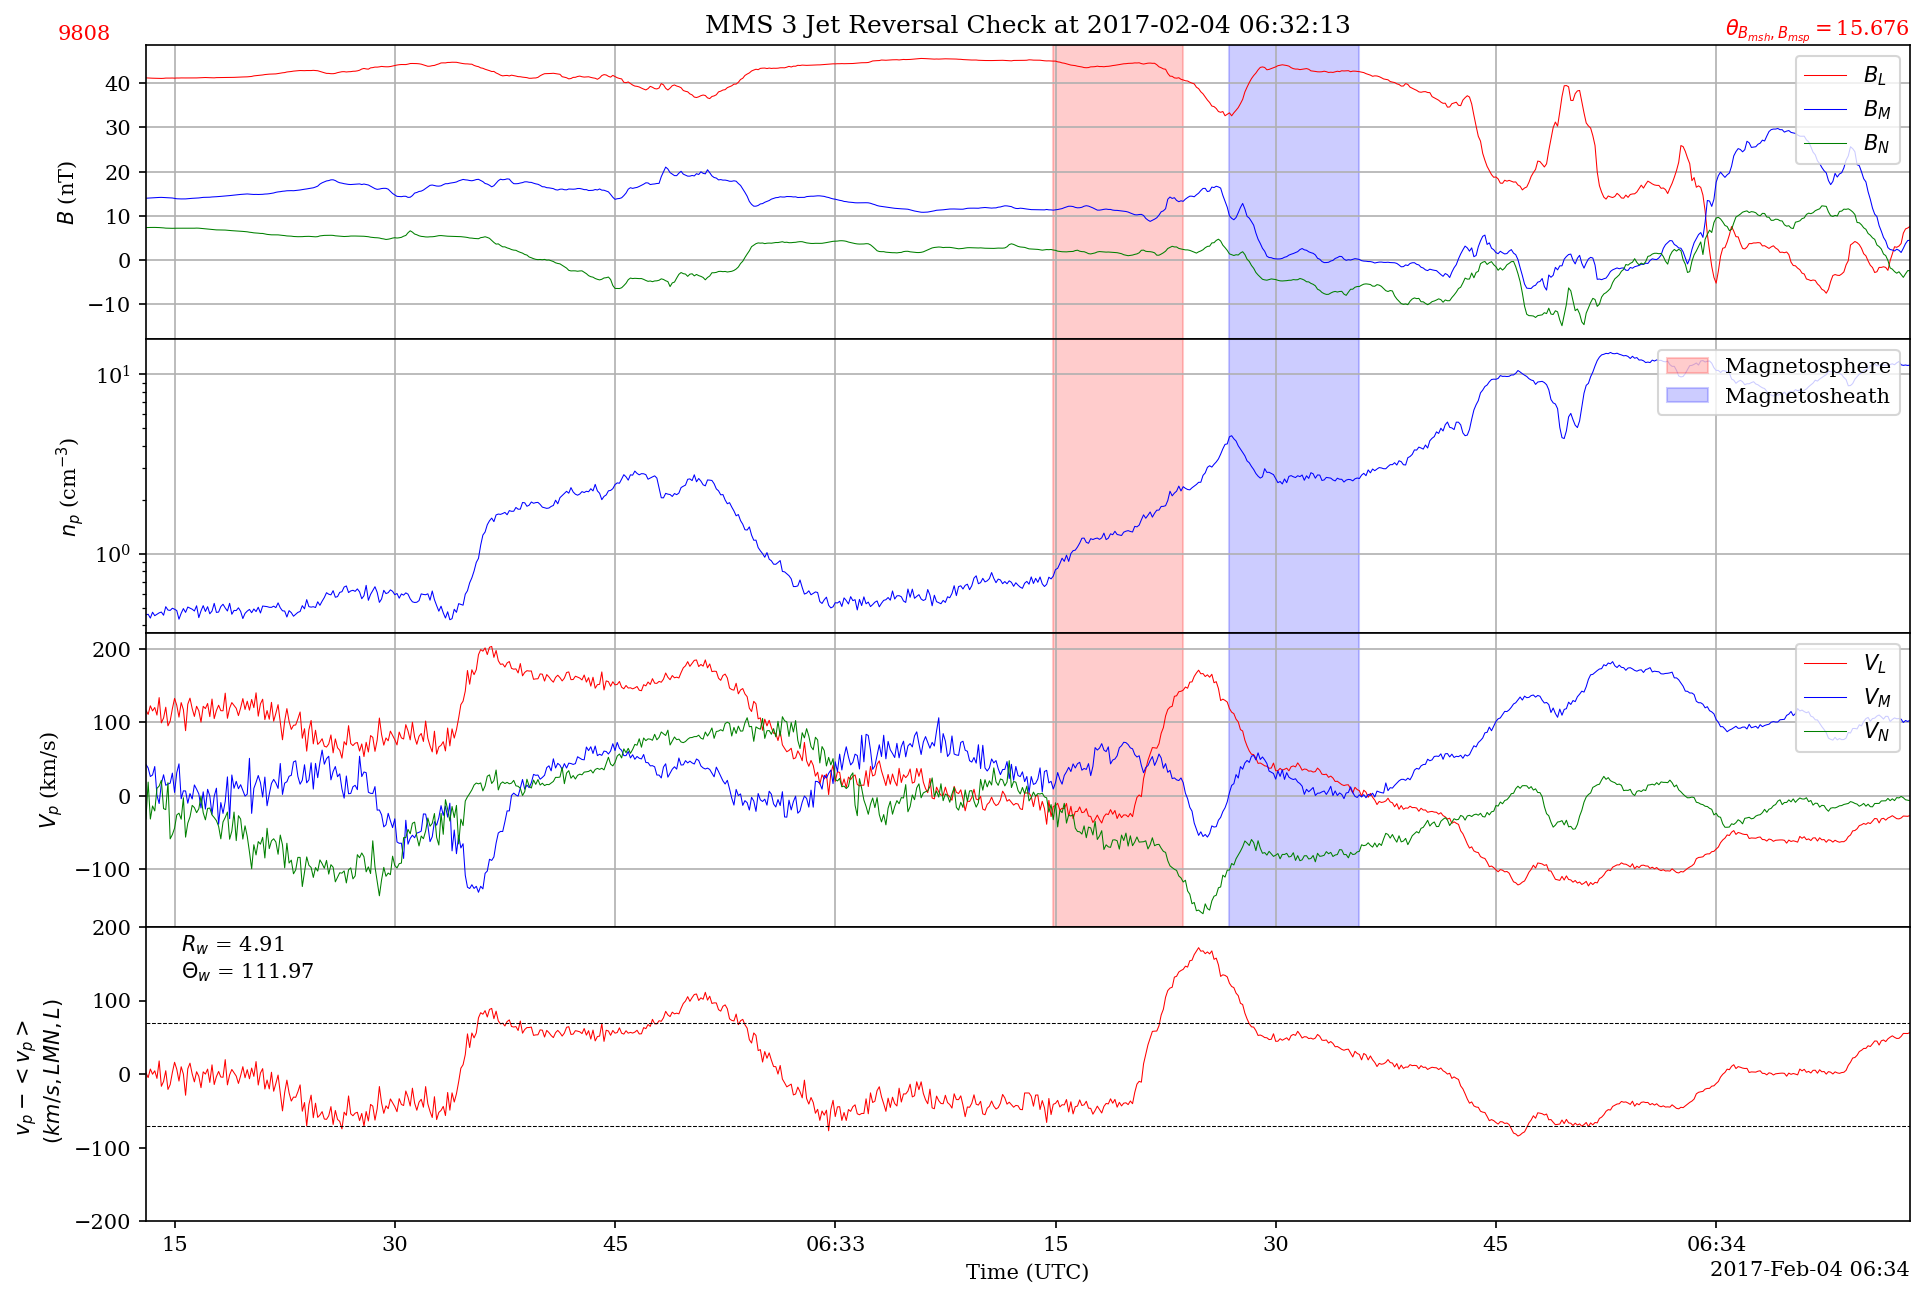 9808
MMS 3 Jet Reversal Check at 2017-02-04 06:32:13
θ_{B_{msh}, B_{msp}} = 15.676
B (nT)
40
30
20
10
0
−10
B_L
B_M
B_N
n_p (cm^{−3})
10^1
10^0
Magnetosphere
Magnetosheath
V_p (km/s)
200
100
0
−100
V_L
V_M
V_N
v_p − < v_p >
(km/s, LMN, L)
200
100
0
−100
−200
R_w = 4.91
Θ_w = 111.97
15 30 45 06:33 15 30 45 06:34
Time (UTC)
2017-Feb-04 06:34